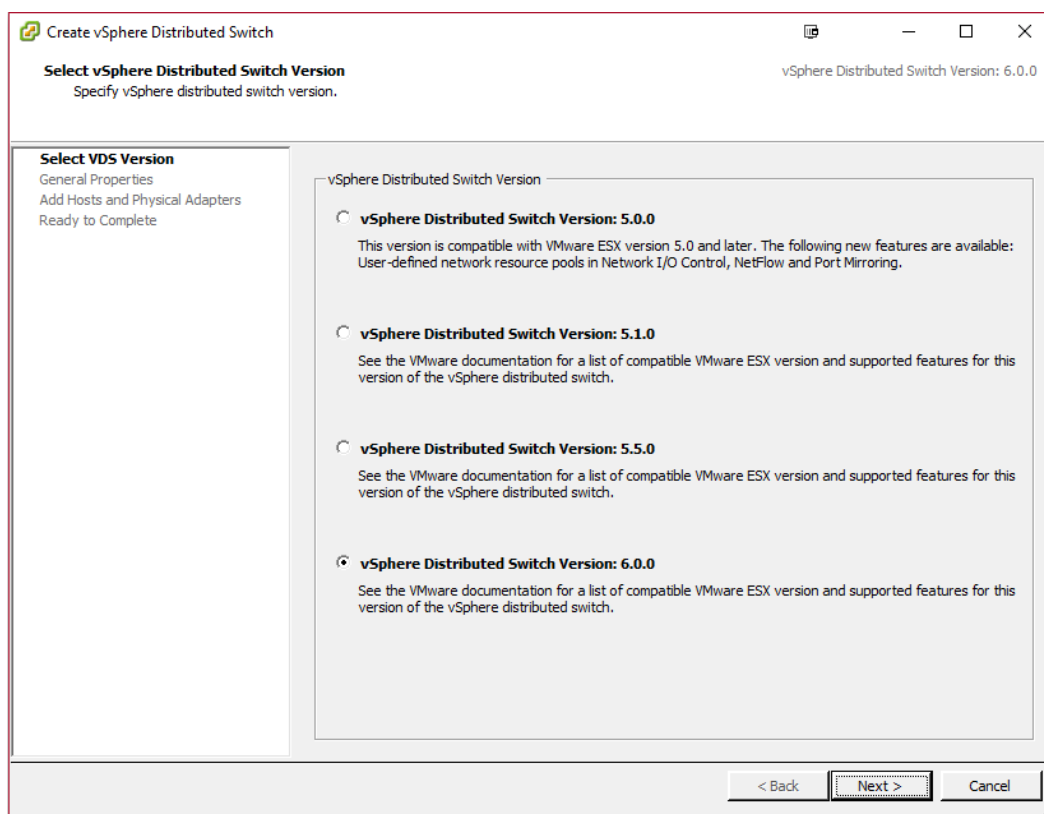 Create vSphere Distributed Switch
Select vSphere Distributed Switch Version
Specify vSphere distributed switch version.
vSphere Distributed Switch Version: 6.0.0
Select VDS Version
General Properties
Add Hosts and Physical Adapters
Ready to Complete
vSphere Distributed Switch Version
vSphere Distributed Switch Version: 5.0.0
This version is compatible with VMware ESX version 5.0 and later. The following new features are available:
User-defined network resource pools in Network I/O Control, NetFlow and Port Mirroring.
vSphere Distributed Switch Version: 5.1.0
See the VMware documentation for a list of compatible VMware ESX version and supported features for this
version of the vSphere distributed switch.
vSphere Distributed Switch Version: 5.5.0
See the VMware documentation for a list of compatible VMware ESX version and supported features for this
version of the vSphere distributed switch.
vSphere Distributed Switch Version: 6.0.0
See the VMware documentation for a list of compatible VMware ESX version and supported features for this
version of the vSphere distributed switch.
< Back
Next >
Cancel